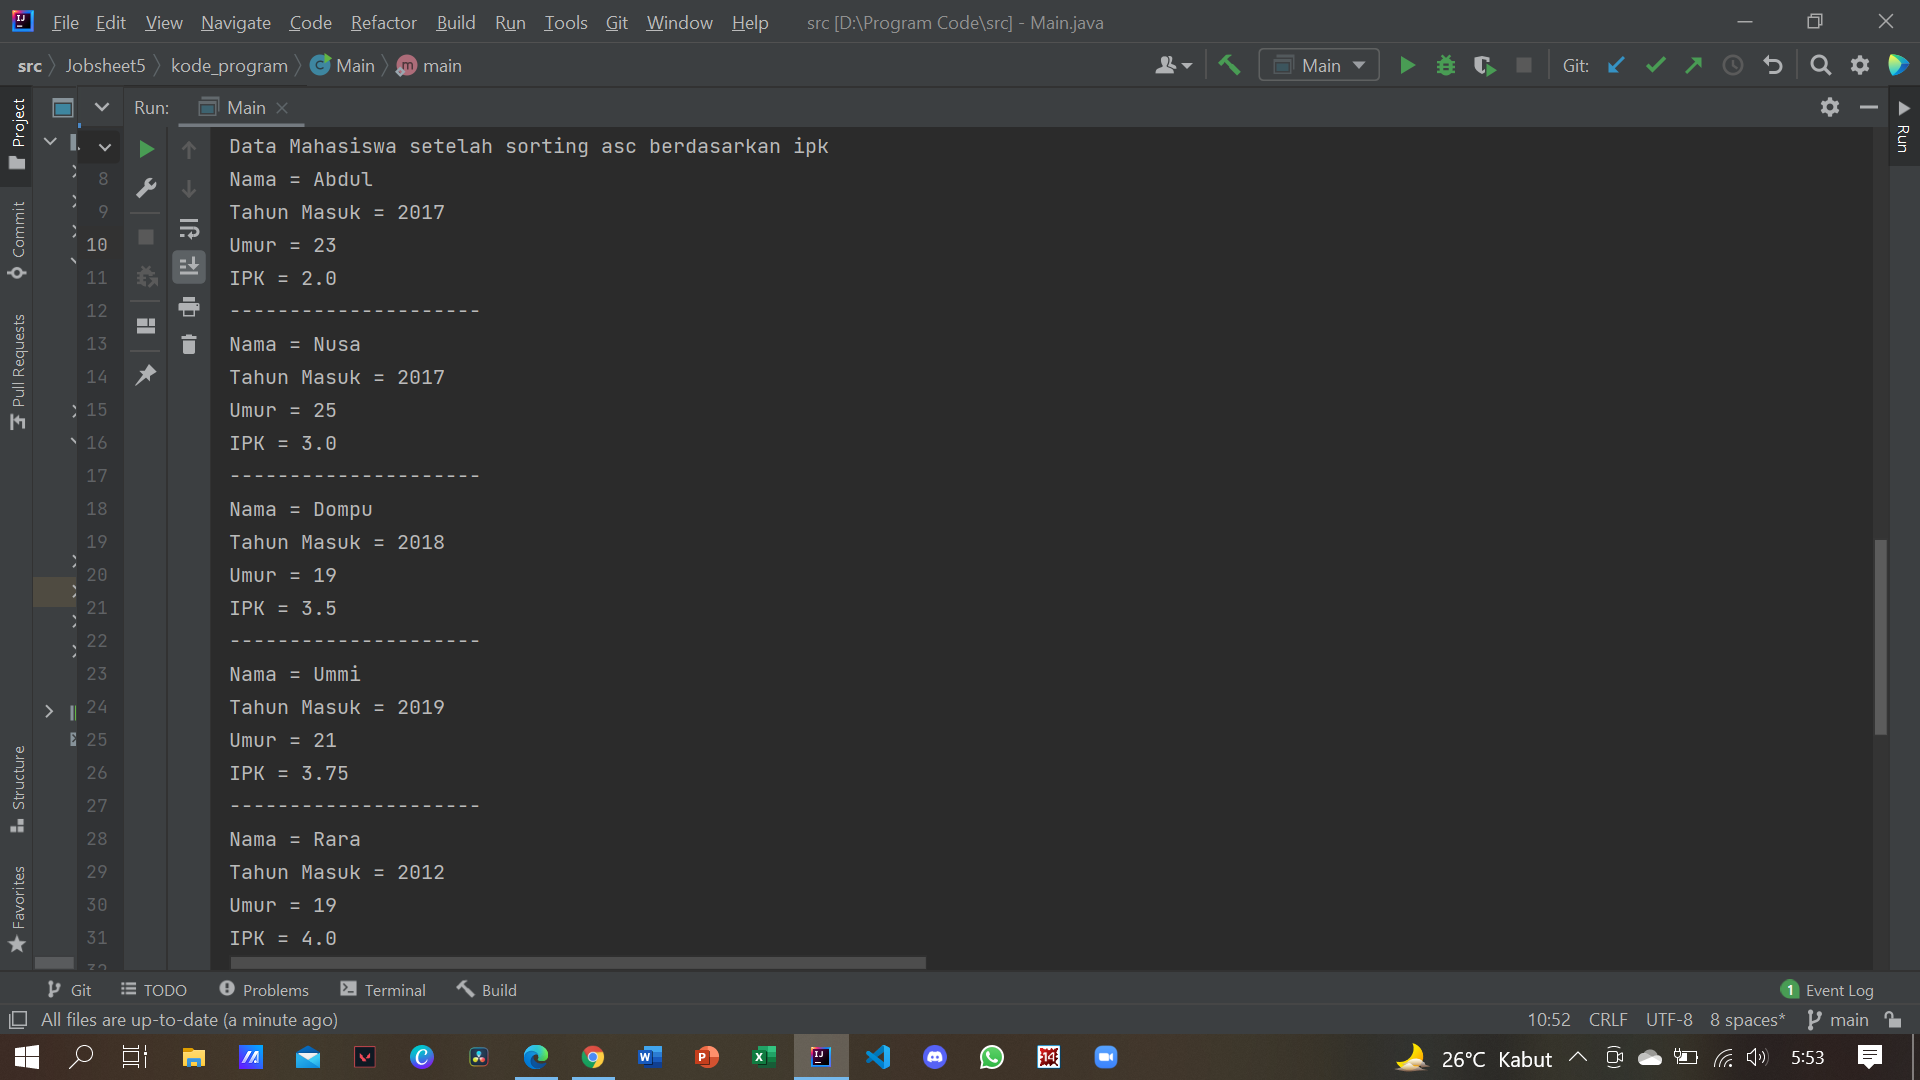 File Edit View Navigate Code Refactor Build Run Tools Git Window Help src [D:\Program Code\src] - Main.java
src Jobsheet5 kode_program Main main Main Git:
Project
Commit
Pull Requests
Structure
Favorites
Run: Main
Run
8
9
10
11
12
13
14
15
16
17
18
19
20
21
22
23
24
25
26
27
28
29
30
31
32
Data Mahasiswa setelah sorting asc berdasarkan ipk
Nama = Abdul
Tahun Masuk = 2017
Umur = 23
IPK = 2.0
---------------------
Nama = Nusa
Tahun Masuk = 2017
Umur = 25
IPK = 3.0
---------------------
Nama = Dompu
Tahun Masuk = 2018
Umur = 19
IPK = 3.5
---------------------
Nama = Ummi
Tahun Masuk = 2019
Umur = 21
IPK = 3.75
---------------------
Nama = Rara
Tahun Masuk = 2012
Umur = 19
IPK = 4.0
Git TODO Problems Terminal Build 1 Event Log
All files are up-to-date (a minute ago) 10:52 CRLF UTF-8 8 spaces* main
26°C Kabut 5:53